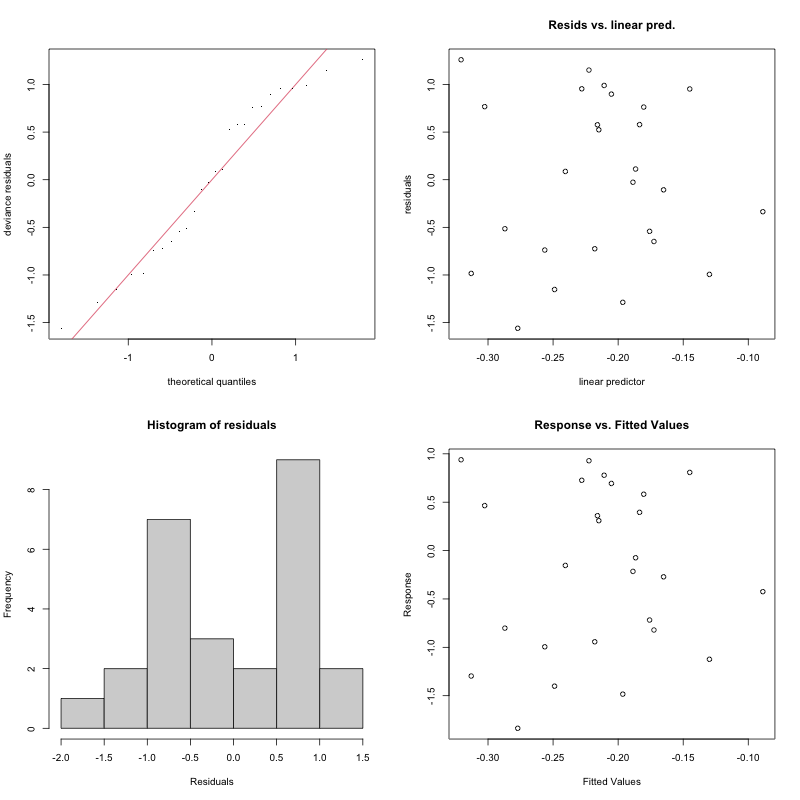 deviance residuals
1.0
0.5
0.0
-0.5
-1.0
-1.5
-1 0 1
theoretical quantiles
Resids vs. linear pred.
residuals
1.0
0.5
0.0
-0.5
-1.0
-1.5
-0.30 -0.25 -0.20 -0.15 -0.10
linear predictor
Histogram of residuals
Frequency
8
6
4
2
0
-2.0 -1.5 -1.0 -0.5 0.0 0.5 1.0 1.5
Residuals
Response vs. Fitted Values
Response
1.0
0.5
0.0
-0.5
-1.0
-1.5
-0.30 -0.25 -0.20 -0.15 -0.10
Fitted Values